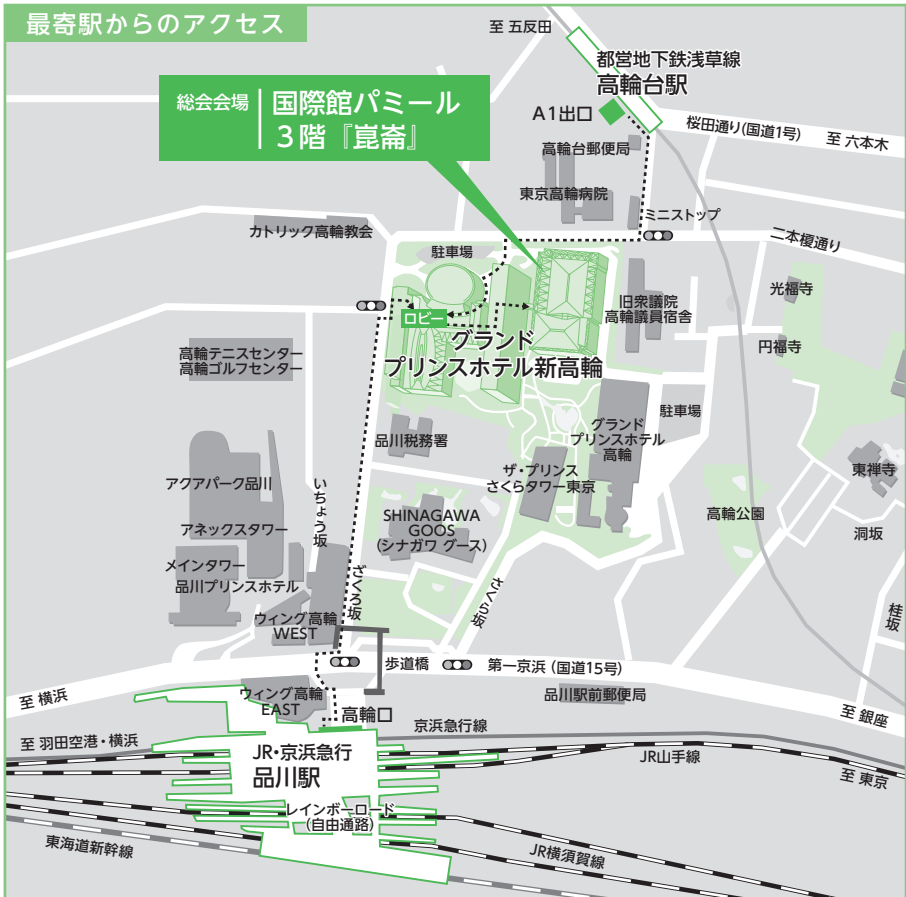 最寄駅からのアクセス
至 五反田
都営地下鉄浅草線
高輪台駅
総会会場
国際館パミール
3階『崑崙』
A1出口
桜田通り(国道1号)
至 六本木
高輪台郵便局
東京高輪病院
ミニストップ
カトリック高輪教会
駐車場
二本榎通り
光福寺
旧衆議院
高輪議員宿舎
ロビー
グランド
プリンスホテル新高輪
円福寺
高輪テニスセンター
高輪ゴルフセンター
駐車場
グランド
プリンスホテル
高輪
品川税務署
東禅寺
ザ・プリンス
さくらタワー東京
アクアパーク品川
いちょう坂
SHINAGAWA
GOOS
(シナガワ グース)
高輪公園
洞坂
アネックスタワー
メインタワー
品川プリンスホテル
ざくろ坂
さくら坂
桂坂
ウィング高輪
WEST
歩道橋
第一京浜(国道15号)
至 横浜
ウィング高輪
EAST
高輪口
品川駅前郵便局
至 銀座
至 羽田空港・横浜
京浜急行線
JR・京浜急行
品川駅
JR山手線
至 東京
レインボーロード
(自由通路)
東海道新幹線
JR横須賀線